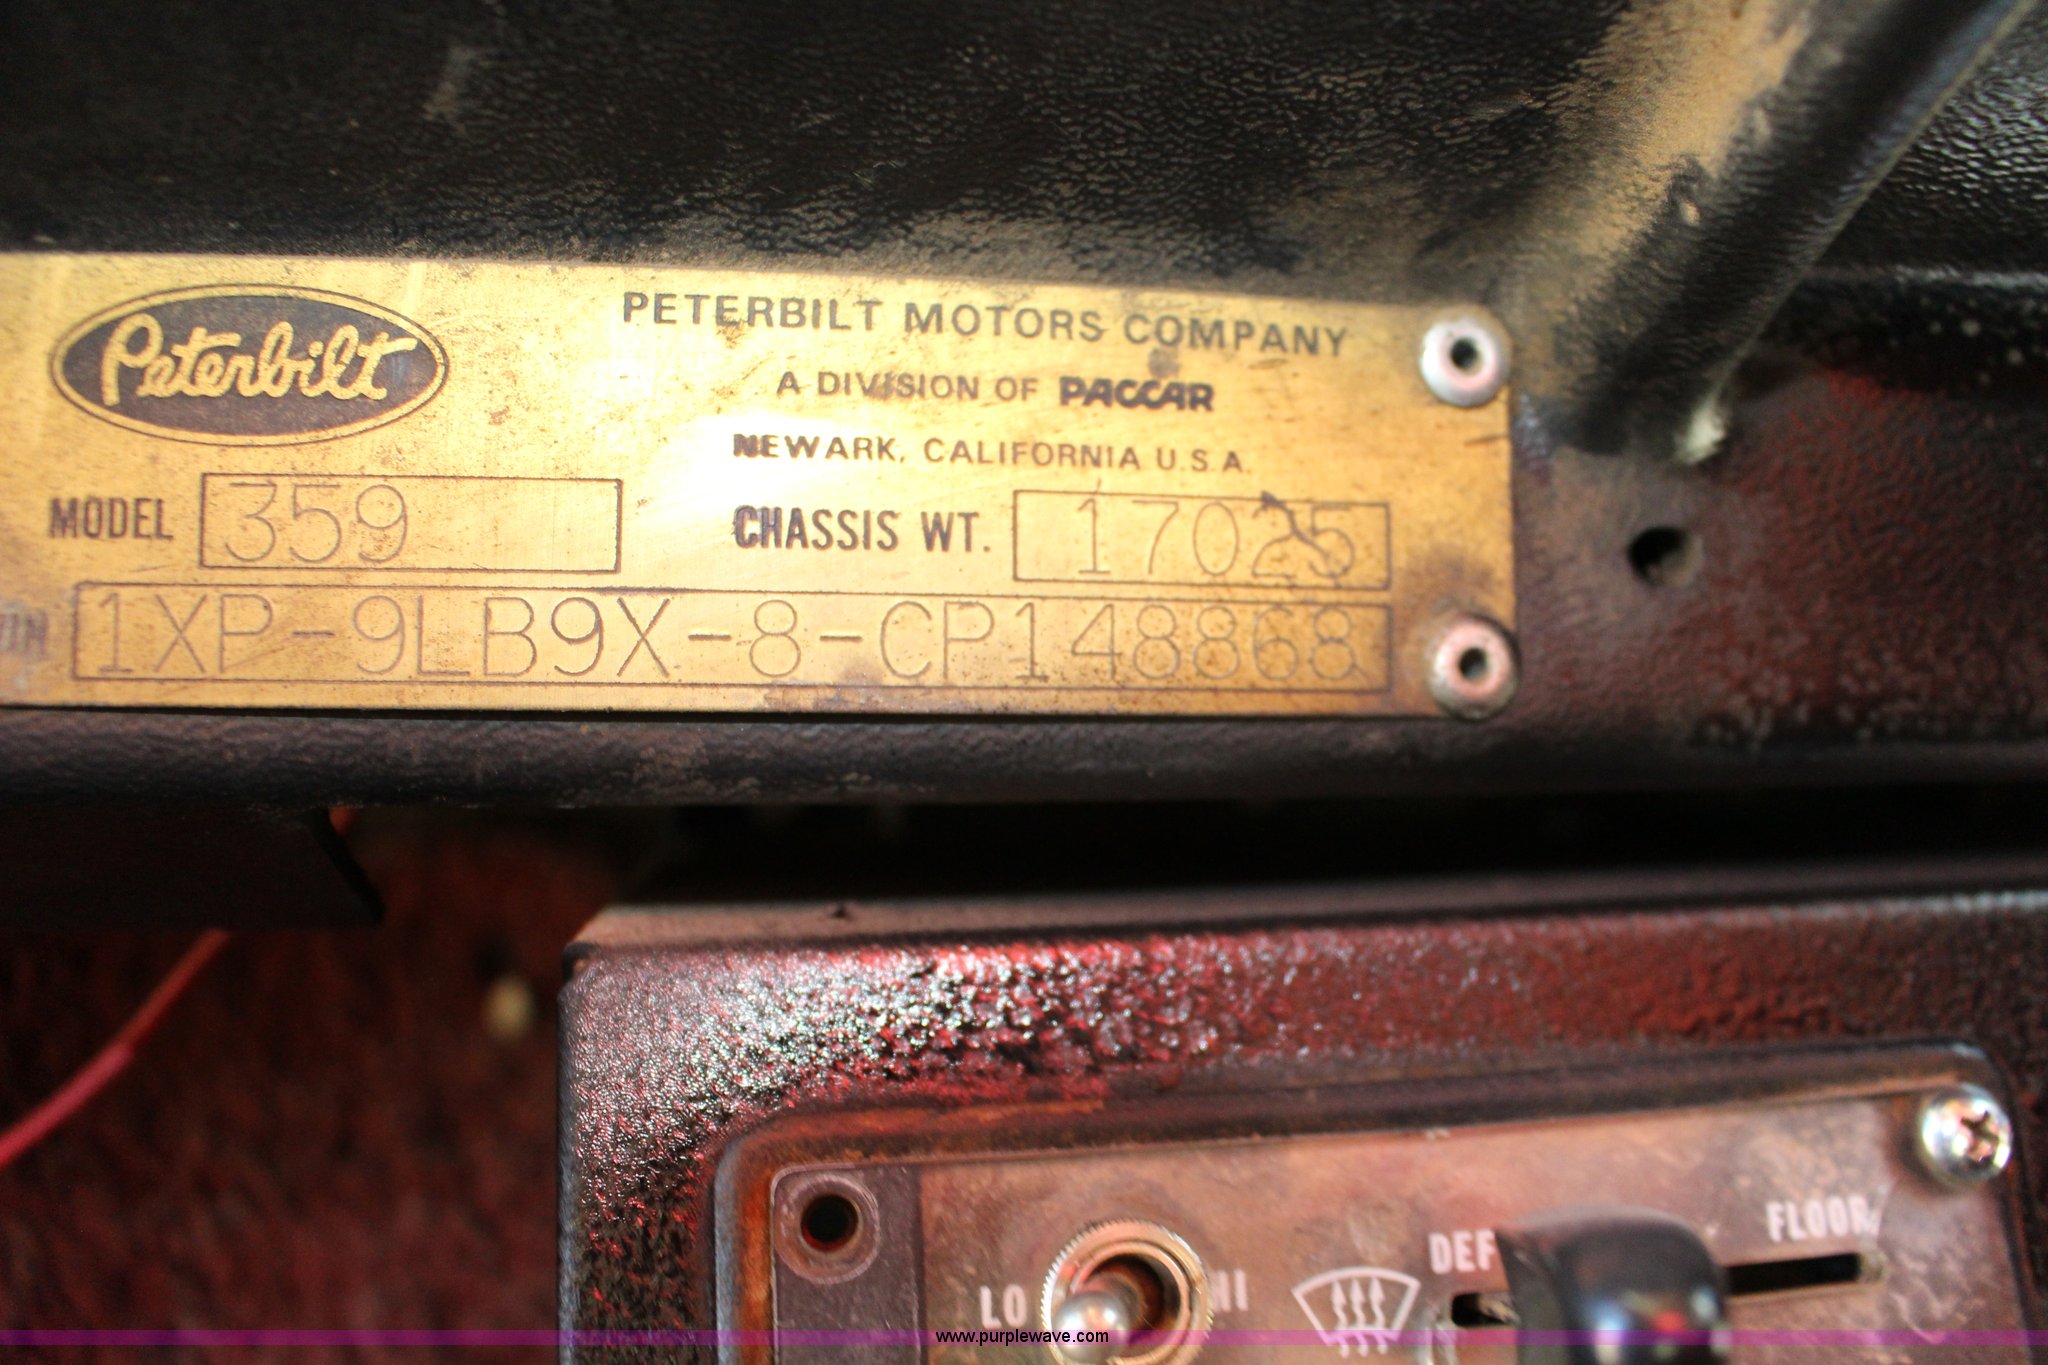 Peterbilt
PETERBILT MOTORS COMPANY
A DIVISION OF PACCAR
NEWARK, CALIFORNIA U.S.A.
MODEL 359 CHASSIS WT. 17025
1XP-9LB9X-8-CP148868
LO HI DEF FLOOR
www.purplewave.com